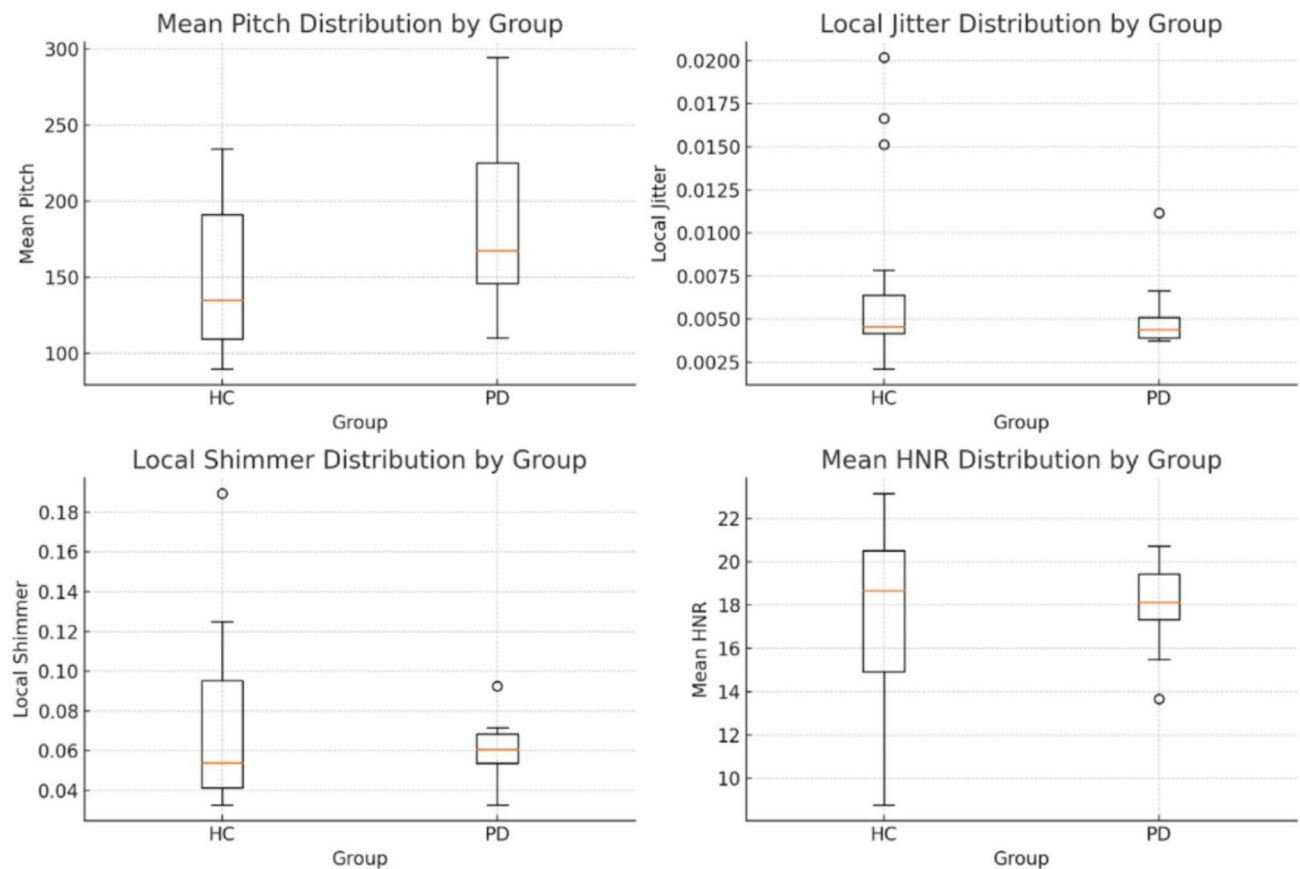 Mean Pitch Distribution by Group
300
250
200
150
100
Mean Pitch
HC
PD
Group
Local Jitter Distribution by Group
0.0200
0.0175
0.0150
0.0125
0.0100
0.0075
0.0050
0.0025
Local Jitter
HC
PD
Group
Local Shimmer Distribution by Group
0.18
0.16
0.14
0.12
0.10
0.08
0.06
0.04
Local Shimmer
HC
PD
Group
Mean HNR Distribution by Group
22
20
18
16
14
12
10
Mean HNR
HC
PD
Group